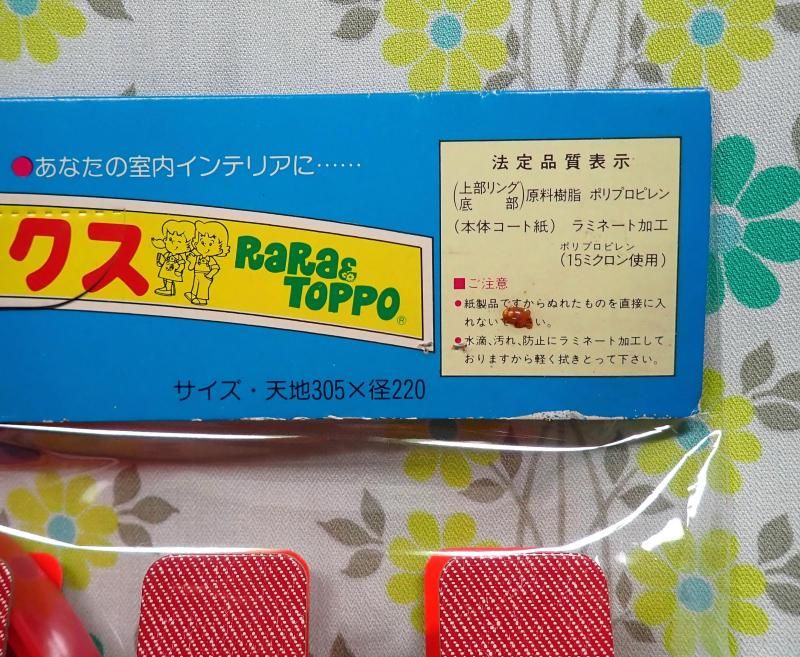 ●あなたの室内インテリアに……
クス
RaRa & Co
TOPPO®
サイズ・天地305×径220
法定品質表示
(上部リング
底部)原料樹脂 ポリプロピレン
(本体コート紙) ラミネート加工
ポリプロピレン
(15ミクロン使用)
■ご注意
●紙製品ですからぬれたものを直接に入
れない い。
●水滴、汚れ、防止にラミネート加工して
おりますから軽く拭きとって下さい。